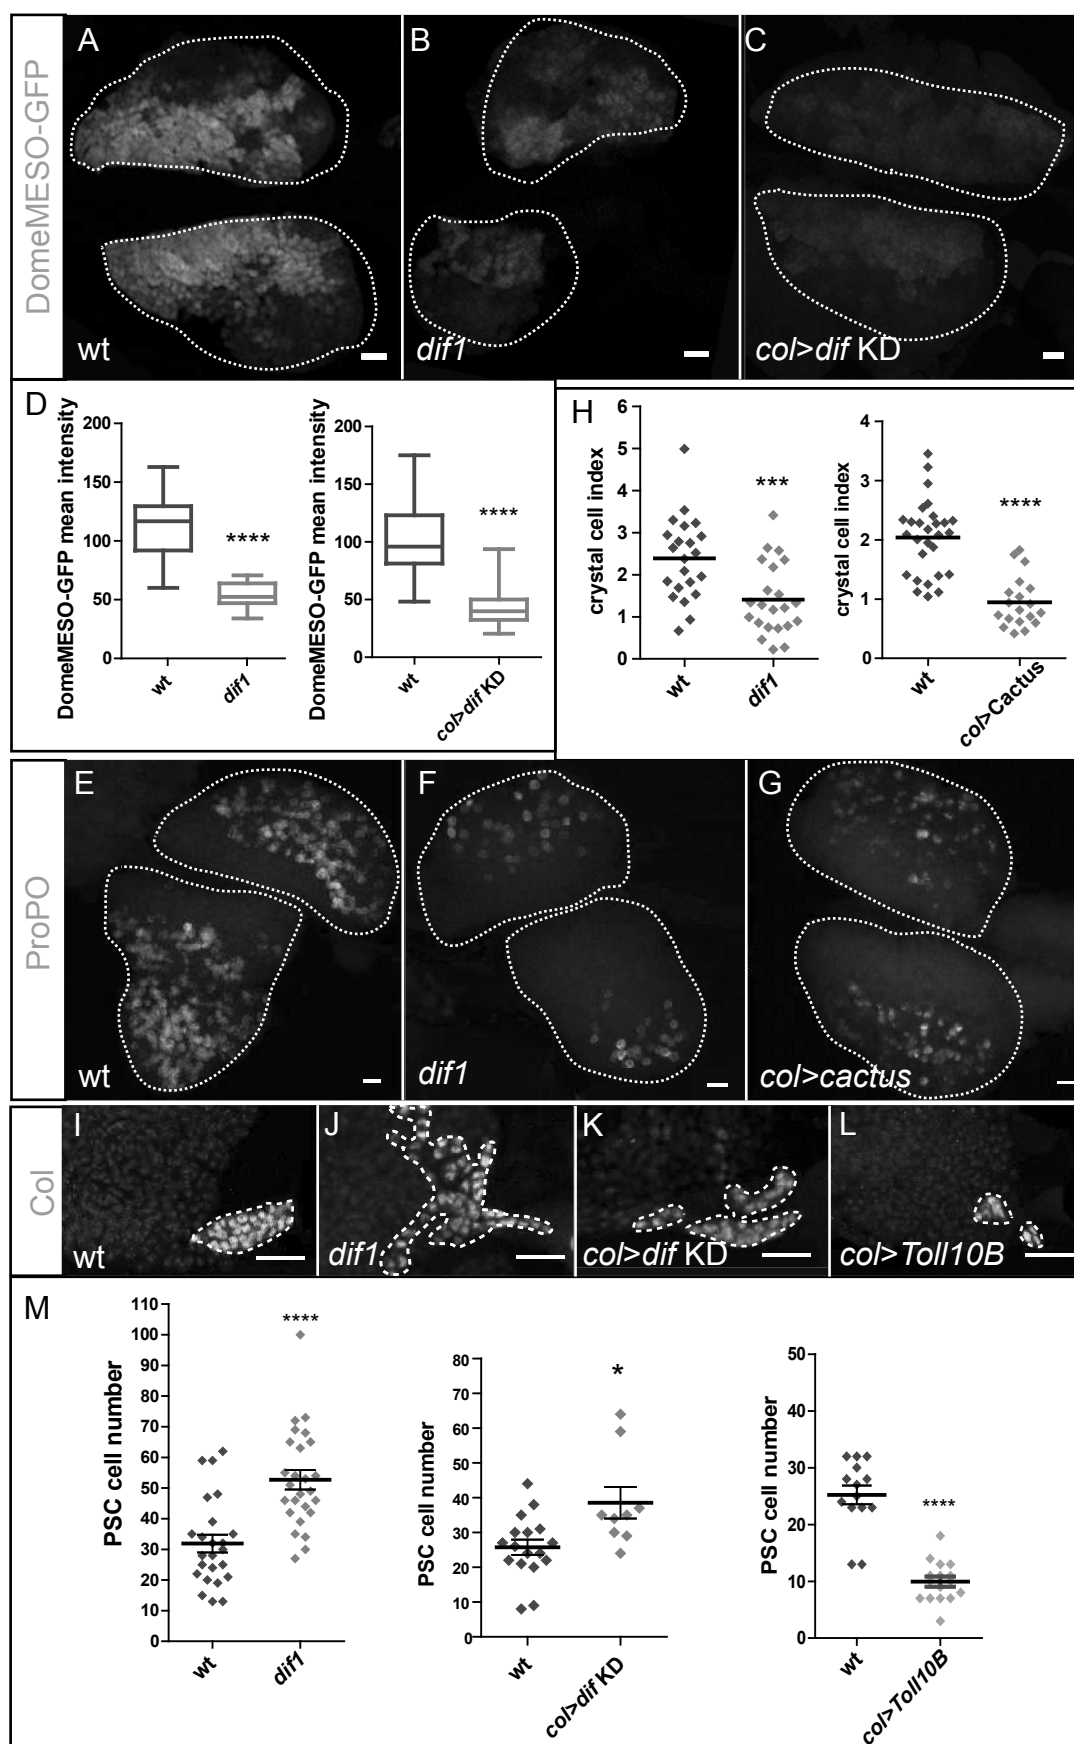 DomeMESO-GFP
A
B
C
wt
dif1
col>dif KD
D
DomeMESO-GFP mean intensity
200
150
100
50
0
****
wt
dif1
DomeMESO-GFP mean intensity
200
150
100
50
0
****
wt
col>dif KD
H
crystal cell index
6
5
4
3
2
1
0
***
wt
dif1
crystal cell index
4
3
2
1
0
****
wt
col>Cactus
ProPO
E
F
G
wt
dif1
col>cactus
Col
I
J
K
L
wt
dif1
col>dif KD
col>Toll10B
M
PSC cell number
110
100
90
80
70
60
50
40
30
20
10
0
****
wt
dif1
PSC cell number
80
70
60
50
40
30
20
10
0
*
wt
col>dif KD
PSC cell number
50
40
30
20
10
0
****
wt
col>Toll10B